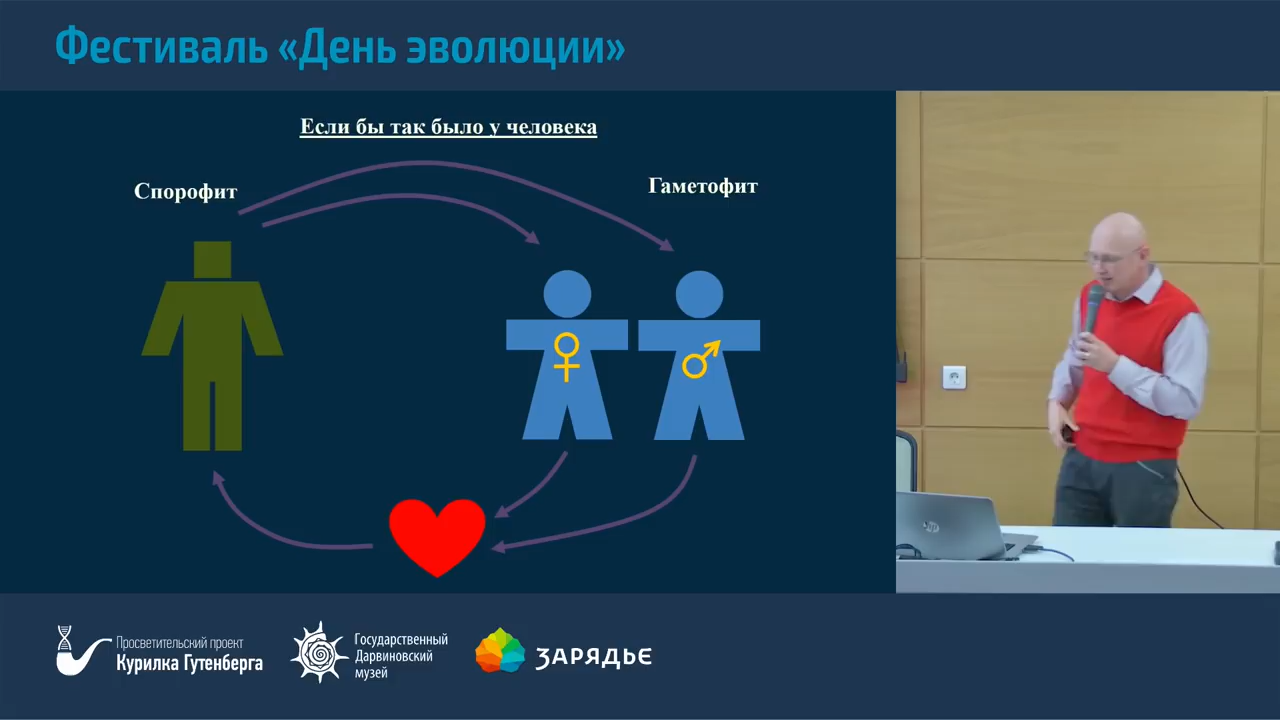 Фестиваль «День эволюции»
Если бы так было у человека
Спорофит
Гаметофит
Просветительский проект
Курилка Гутенберга
Государственный
Дарвиновский
музей
ЗАРЯДЬЕ